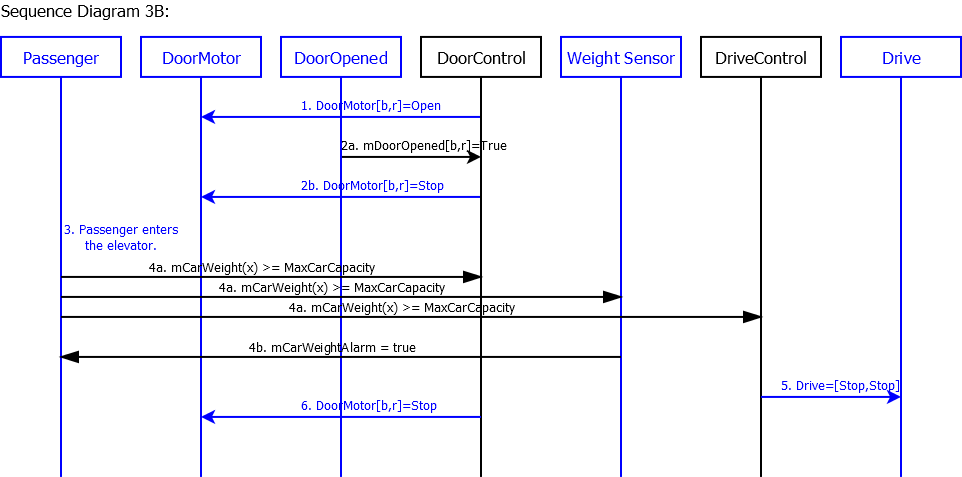 Sequence Diagram 3B:
Passenger
DoorMotor
DoorOpened
DoorControl
Weight Sensor
DriveControl
Drive
1. DoorMotor[b,r]=Open
2a. mDoorOpened[b,r]=True
2b. DoorMotor[b,r]=Stop
3. Passenger enters
the elevator.
4a. mCarWeight(x) >= MaxCarCapacity
4a. mCarWeight(x) >= MaxCarCapacity
4a. mCarWeight(x) >= MaxCarCapacity
4b. mCarWeightAlarm = true
5. Drive=[Stop,Stop]
6. DoorMotor[b,r]=Stop